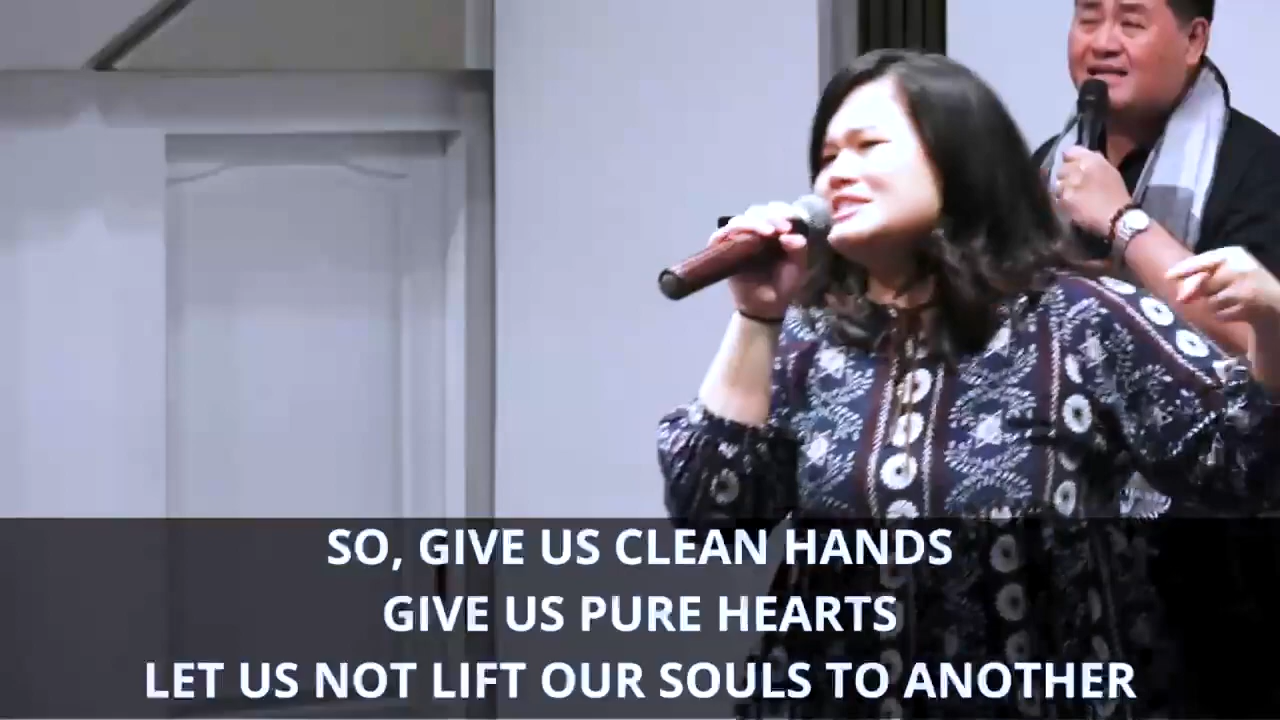 SO, GIVE US CLEAN HANDS
GIVE US PURE HEARTS
LET US NOT LIFT OUR SOULS TO ANOTHER